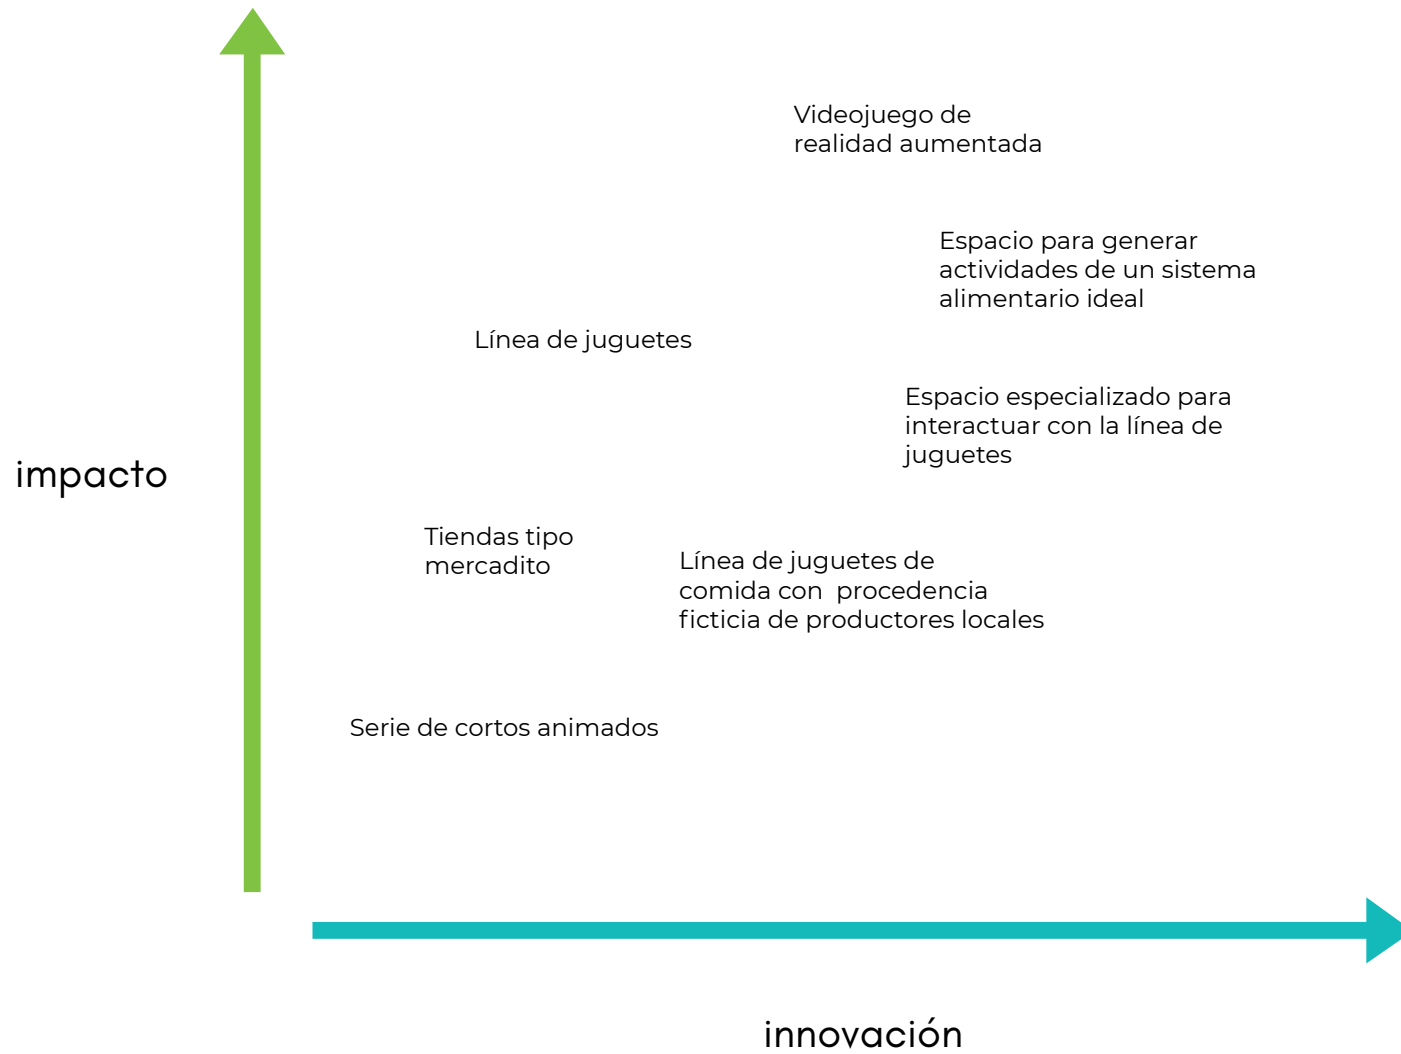 Videojuego de
realidad aumentada
Espacio para generar
actividades de un sistema
alimentario ideal
Línea de juguetes
Espacio especializado para
interactuar con la línea de
juguetes
impacto
Tiendas tipo
mercadito
Línea de juguetes de
comida con  procedencia
ficticia de productores locales
Serie de cortos animados
innovación